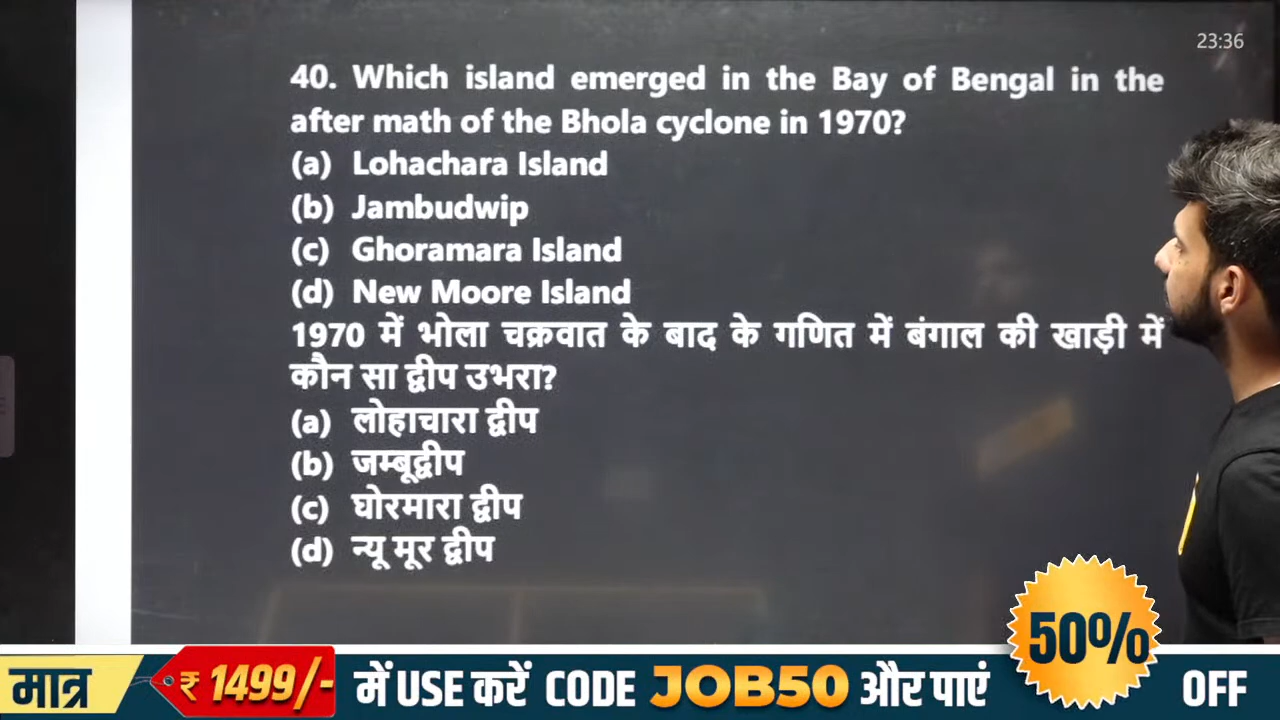 23:36
40. Which island emerged in the Bay of Bengal in the
after math of the Bhola cyclone in 1970?
(a) Lohachara Island
(b) Jambudwip
(c) Ghoramara Island
(d) New Moore Island
1970 में भोला चक्रवात के बाद के गणित में बंगाल की खाड़ी में
कौन सा द्वीप उभरा?
(a) लोहाचारा द्वीप
(b) जम्बूद्वीप
(c) घोरमारा द्वीप
(d) न्यू मूर द्वीप
मात्र ₹ 1499/- में USE करें CODE JOB50 और पाएं 50% OFF